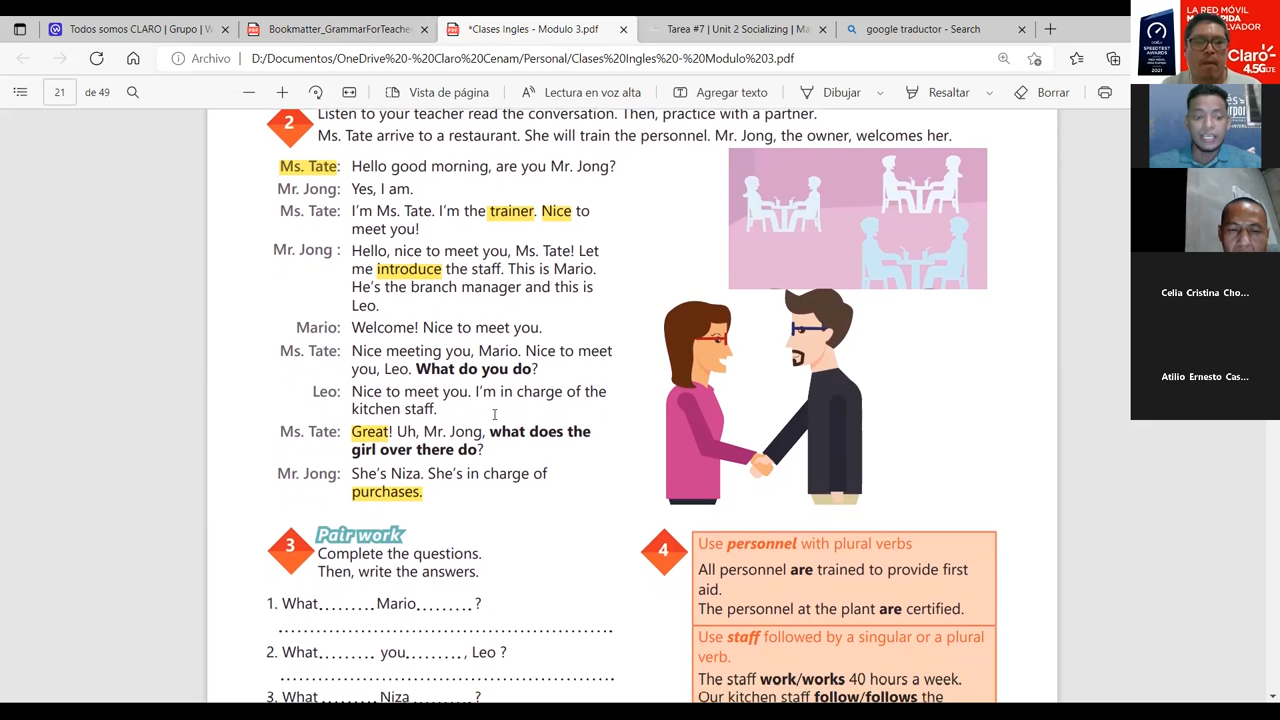 Todos somos CLARO | Grupo | W
Bookmatter_GrammarForTeacher
*Clases Ingles - Modulo 3.pdf
Tarea #7 | Unit 2 Socializing | M
google traductor - Search
Archivo
D:/Documentos/OneDrive%20-%20Claro%20Cenam/Personal/Clases%20Ingles%20-%20Modulo%203.pdf
21
de 49
Vista de página
Lectura en voz alta
Agregar texto
Dibujar
Resaltar
Borrar
2
Listen to your teacher read the conversation. Then, practice with a partner.
Ms. Tate arrive to a restaurant. She will train the personnel. Mr. Jong, the owner, welcomes her.
Ms. Tate: Hello good morning, are you Mr. Jong?
Mr. Jong: Yes, I am.
Ms. Tate: I'm Ms. Tate. I'm the trainer. Nice to
meet you!
Mr. Jong : Hello, nice to meet you, Ms. Tate! Let
me introduce the staff. This is Mario.
He's the branch manager and this is
Leo.
Mario: Welcome! Nice to meet you.
Ms. Tate: Nice meeting you, Mario. Nice to meet
you, Leo. What do you do?
Leo: Nice to meet you. I'm in charge of the
kitchen staff.
Ms. Tate: Great! Uh, Mr. Jong, what does the
girl over there do?
Mr. Jong: She's Niza. She's in charge of
purchases.
3
Pair work
Complete the questions.
Then, write the answers.
1. What......... Mario......... ?
2. What......... you........., Leo ?
3. What......... Niza......... ?
4
Use personnel with plural verbs
All personnel are trained to provide first
aid.
The personnel at the plant are certified.
Use staff followed by a singular or a plural
verb.
The staff work/works 40 hours a week.
Our kitchen staff follow/follows the
LA RED MÓVIL
SPEEDTEST
AWARDS
2021
Claro
4.5G LTE
Celia Cristina Cho...
Atilio Ernesto Cas...